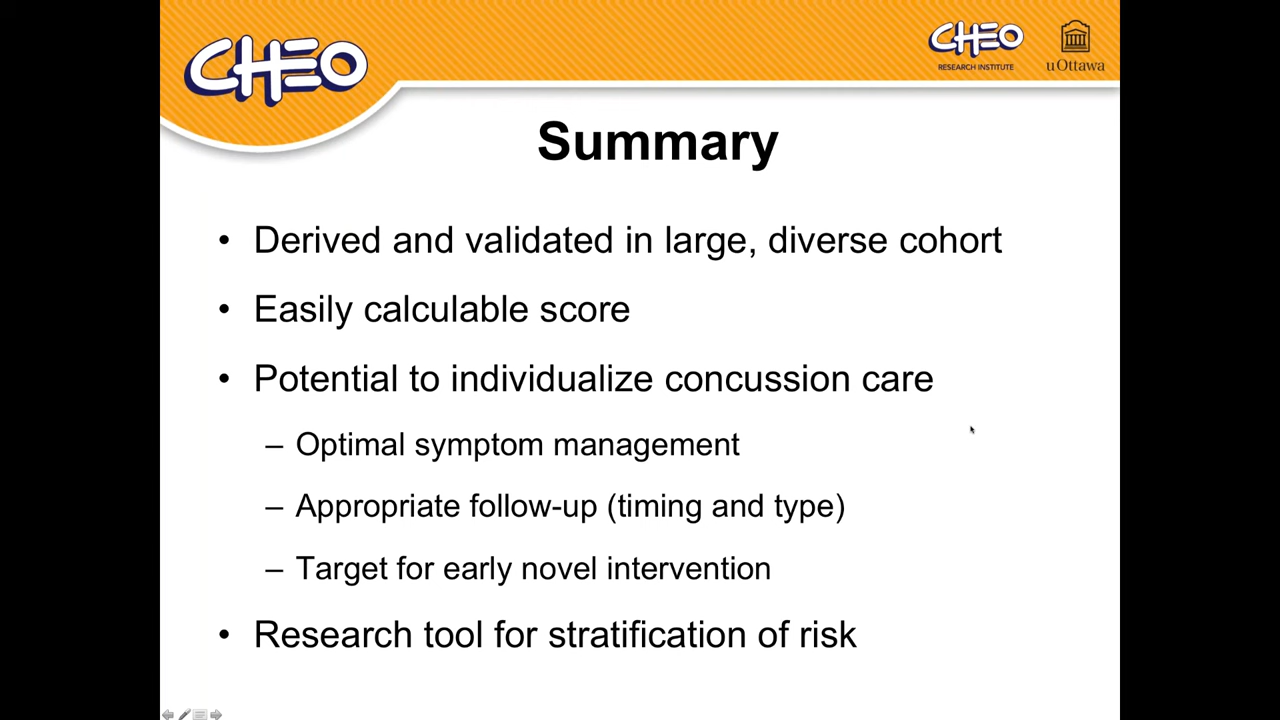 CHEO
CHEO
RESEARCH INSTITUTE
uOttawa
Summary
• Derived and validated in large, diverse cohort
• Easily calculable score
• Potential to individualize concussion care
– Optimal symptom management
– Appropriate follow-up (timing and type)
– Target for early novel intervention
• Research tool for stratification of risk